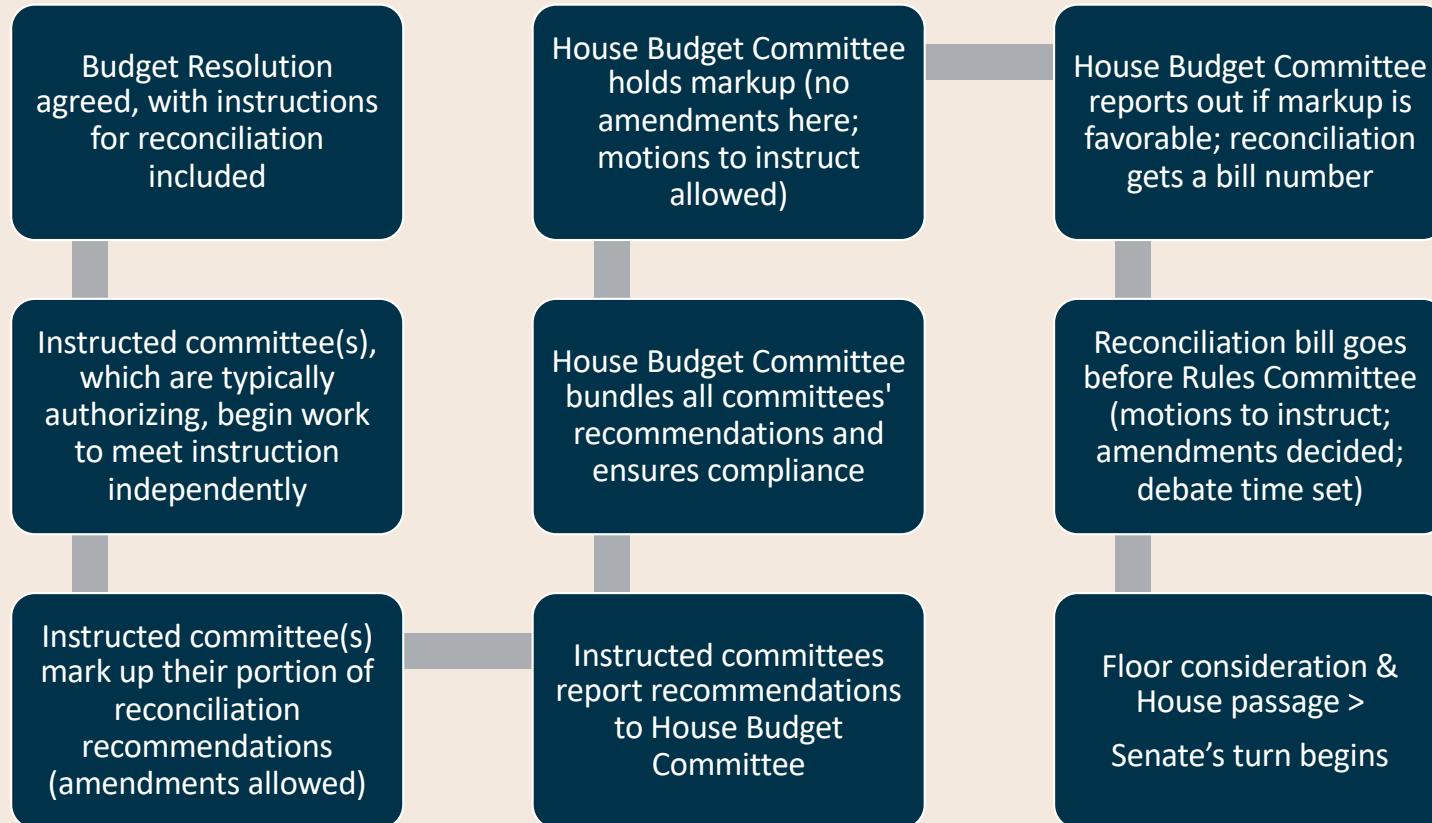 Budget Resolution
agreed, with instructions
for reconciliation
included
Instructed committee(s),
which are typically
authorizing, begin work
to meet instruction
independently
Instructed committee(s)
mark up their portion of
reconciliation
recommendations
(amendments allowed)
Instructed committees
report recommendations
to House Budget
Committee
House Budget Committee
bundles all committees'
recommendations and
ensures compliance
House Budget Committee
holds markup (no
amendments here;
motions to instruct
allowed)
House Budget Committee
reports out if markup is
favorable; reconciliation
gets a bill number
Reconciliation bill goes
before Rules Committee
(motions to instruct;
amendments decided;
debate time set)
Floor consideration &
House passage >
Senate’s turn begins